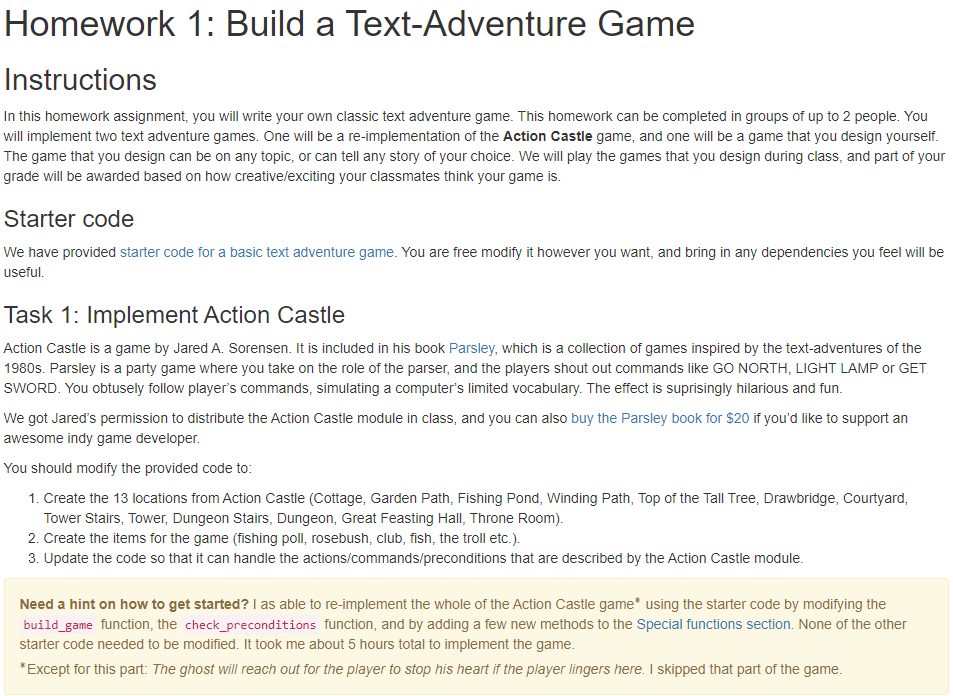 Homework 1: Build a Text-Adventure Game
Instructions
In this homework assignment, you will write your own classic text adventure game. This homework can be completed in groups of up to 2 people. You
will implement two text adventure games. One will be a re-implementation of the Action Castle game, and one will be a game that you design yourself.
The game that you design can be on any topic, or can tell any story of your choice. We will play the games that you design during class, and part of your
grade will be awarded based on how creative/exciting your classmates think your game is.
Starter code
We have provided starter code for a basic text adventure game. You are free modify it however you want, and bring in any dependencies you feel will be
useful.
Task 1: Implement Action Castle
Action Castle is a game by Jared A. Sorensen. It is included in his book Parsley, which is a collection of games inspired by the text-adventures of the
1980s. Parsley is a party game where you take on the role of the parser, and the players shout out commands like GO NORTH, LIGHT LAMP or GET
SWORD. You obtusely follow player's commands, simulating a computer's limited vocabulary. The effect is suprisingly hilarious and fun.
We got Jared's permission to distribute the Action Castle module in class, and you can also buy the Parsley book for $20 if you'd like to support an
awesome indy game developer.
You should modify the provided code to:
1. Create the 13 locations from Action Castle (Cottage, Garden Path, Fishing Pond, Winding Path, Top of the Tall Tree, Drawbridge, Courtyard,
Tower Stairs, Tower, Dungeon Stairs, Dungeon, Great Feasting Hall, Throne Room).
2. Create the items for the game (fishing poll, rosebush, club, fish, the troll etc.).
3. Update the code so that it can handle the actions/commands/preconditions that are described by the Action Castle module.
Need a hint on how to get started? I as able to re-implement the whole of the Action Castle game* using the starter code by modifying the
build_game function, the check_preconditions function, and by adding a few new methods to the Special functions section. None of the other
starter code needed to be modified. It took me about 5 hours total to implement the game.
*Except for this part: The ghost will reach out for the player to stop his heart if the player lingers here. I skipped that part of the game.